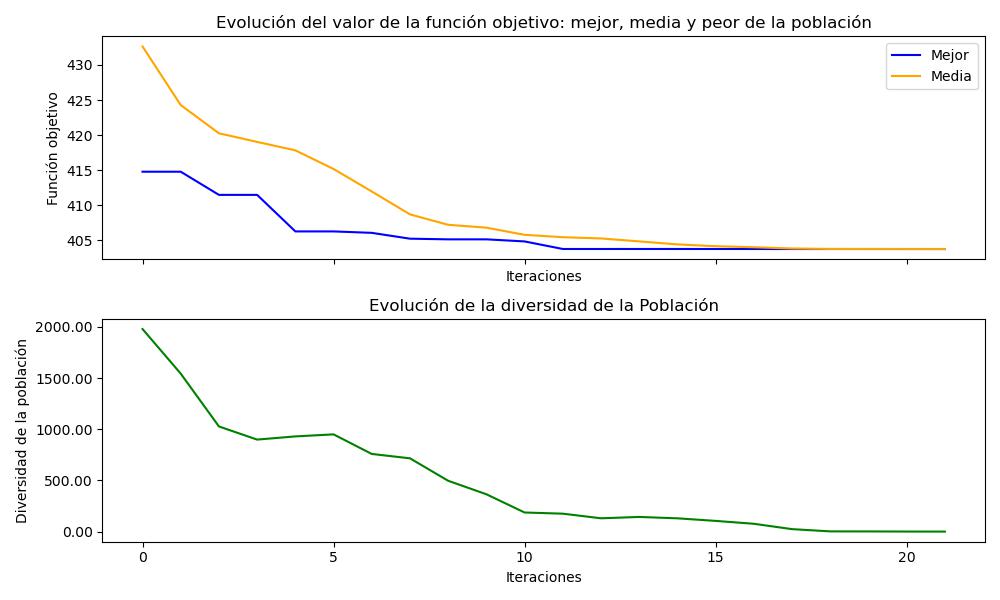 Evolución del valor de la función objetivo: mejor, media y peor de la población
Función objetivo
430
425
420
415
410
405
Mejor
Media
Iteraciones
Evolución de la diversidad de la Población
Diversidad de la población
2000.00
1500.00
1000.00
500.00
0.00
0 5 10 15 20
Iteraciones